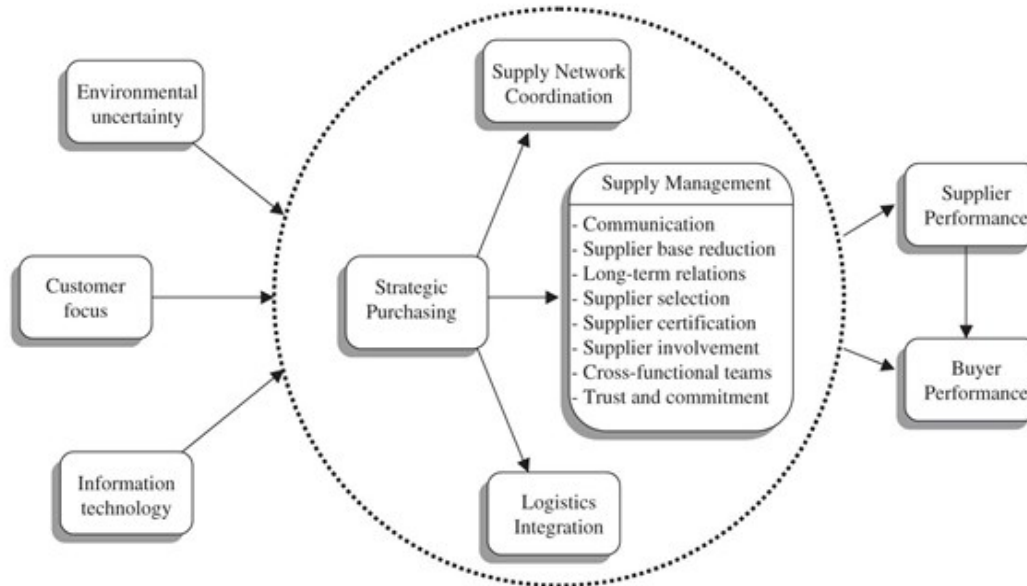 Environmental
uncertainty
Customer
focus
Information
technology
Supply Network
Coordination
Strategic
Purchasing
Supply Management
- Communication
- Supplier base reduction
- Long-term relations
- Supplier selection
- Supplier certification
- Supplier involvement
- Cross-functional teams
- Trust and commitment
Logistics
Integration
Supplier
Performance
Buyer
Performance